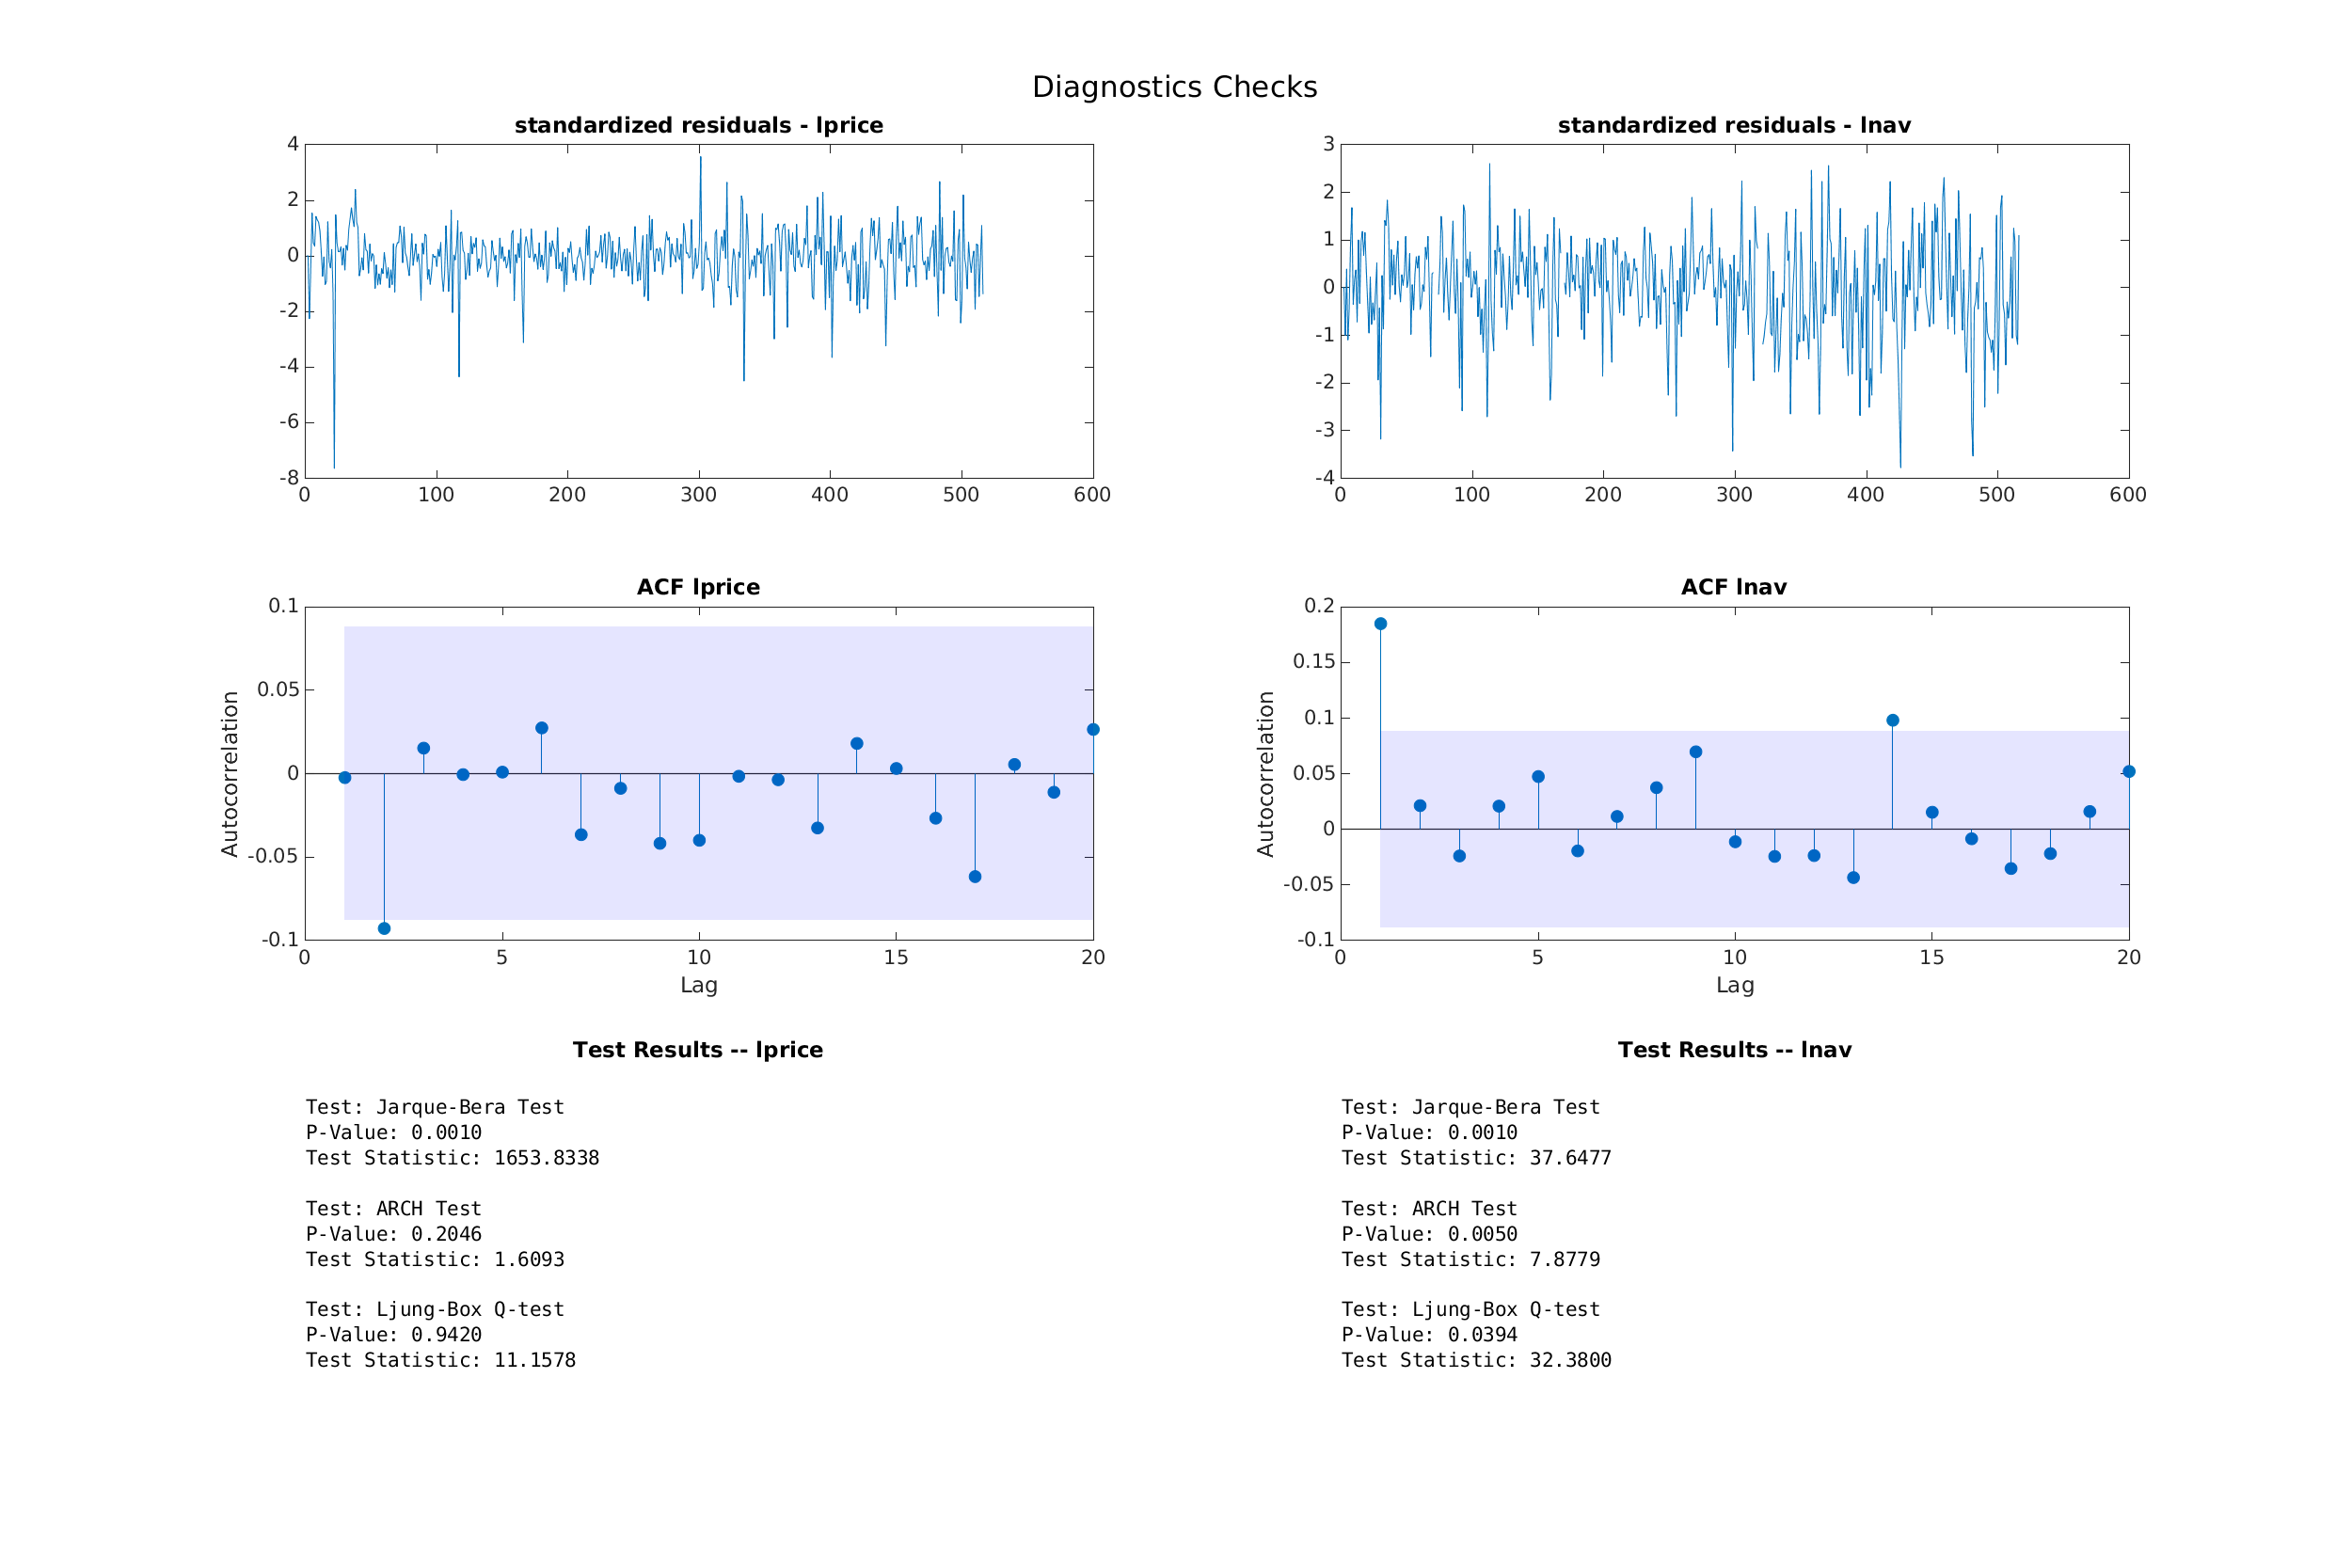 Diagnostics Checks
standardized residuals - lprice
4
2
0
-2
-4
-6
-8
0 100 200 300 400 500 600
standardized residuals - lnav
3
2
1
0
-1
-2
-3
-4
0 100 200 300 400 500 600
ACF lprice
Autocorrelation
0.1
0.05
0
-0.05
-0.1
0 5 10 15 20
Lag
ACF lnav
Autocorrelation
0.2
0.15
0.1
0.05
0
-0.05
-0.1
0 5 10 15 20
Lag
Test Results -- lprice
Test: Jarque-Bera Test
P-Value: 0.0010
Test Statistic: 1653.8338
Test: ARCH Test
P-Value: 0.2046
Test Statistic: 1.6093
Test: Ljung-Box Q-test
P-Value: 0.9420
Test Statistic: 11.1578
Test Results -- lnav
Test: Jarque-Bera Test
P-Value: 0.0010
Test Statistic: 37.6477
Test: ARCH Test
P-Value: 0.0050
Test Statistic: 7.8779
Test: Ljung-Box Q-test
P-Value: 0.0394
Test Statistic: 32.3800